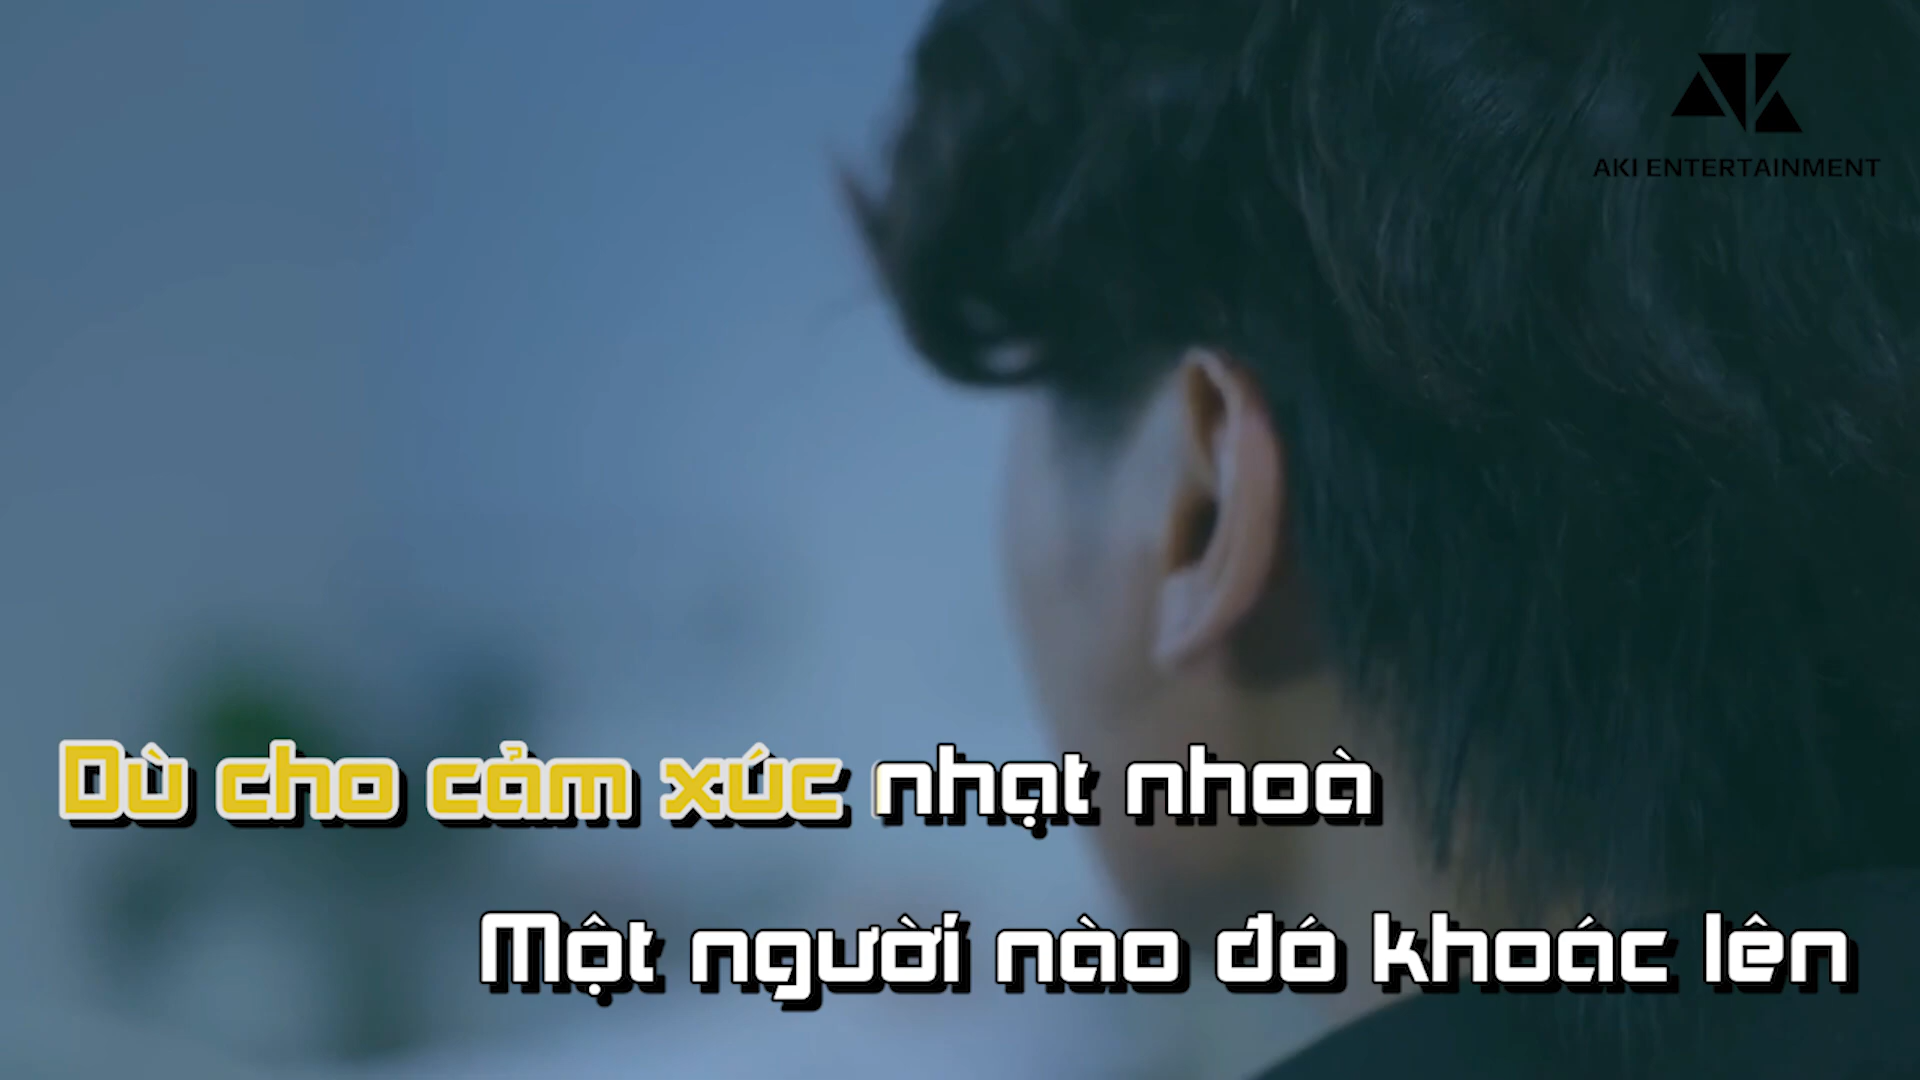 AKI ENTERTAINMENT
Dù cho cảm xúc nhạt nhoà
Một người nào đó khoác lên